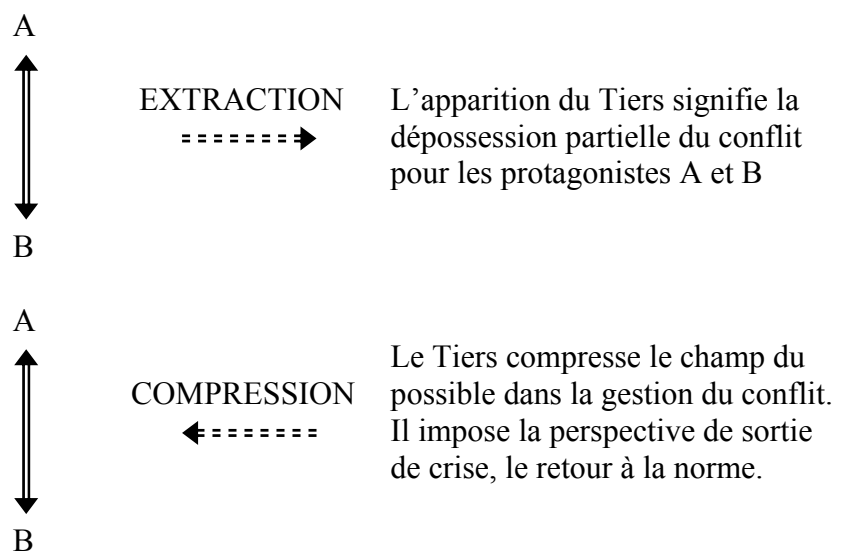 A
EXTRACTION
L’apparition du Tiers signifie la
dépossession partielle du conflit
pour les protagonistes A et B
B
A
COMPRESSION
Le Tiers compresse le champ du
possible dans la gestion du conflit.
Il impose la perspective de sortie
de crise, le retour à la norme.
B